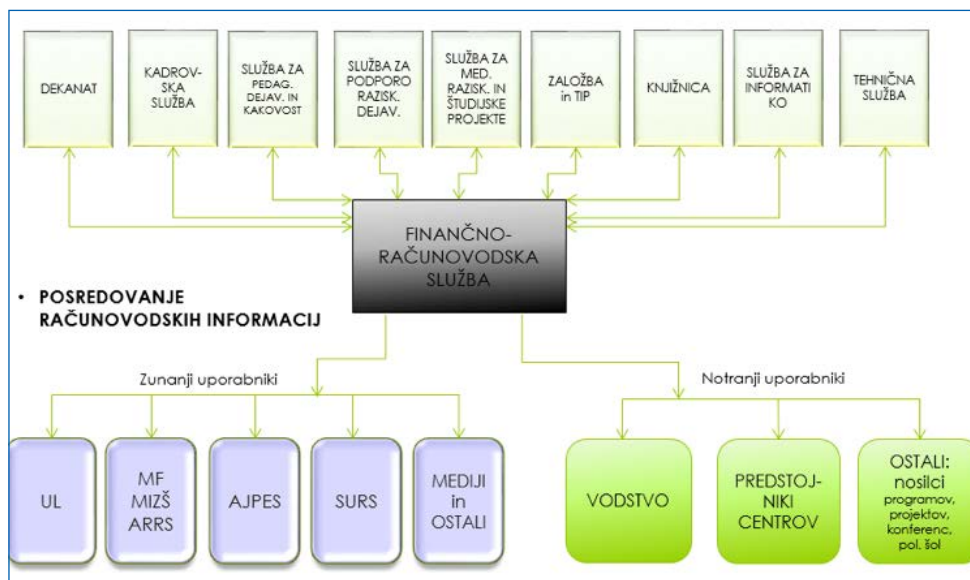 DEKANAT
KADROV-
SKA
SLUŽBA
SLUŽBA ZA
PEDAG.
DEJAV. IN
KAKOVOST
SLUŽBA ZA
PODPORO
RAZISK.
DEJAV.
SLUŽBA ZA
MED.
RAZISK. IN
ŠTUDIJSKE
PROJEKTE
ZALOŽBA
in TIP
KNJIŽNICA
SLUŽBA ZA
INFORMATI
KO
TEHNIČNA
SLUŽBA
FINANČNO-
RAČUNOVODSKA
SLUŽBA
• POSREDOVANJE
RAČUNOVODSKIH INFORMACIJ
Zunanji uporabniki
Notranji uporabniki
UL
MF
MIZŠ
ARRS
AJPES
SURS
MEDIJI
in
OSTALI
VODSTVO
PREDSTOJ-
NIKI
CENTROV
OSTALI:
nosilci
programov,
projektov,
konferenc,
pol. šol